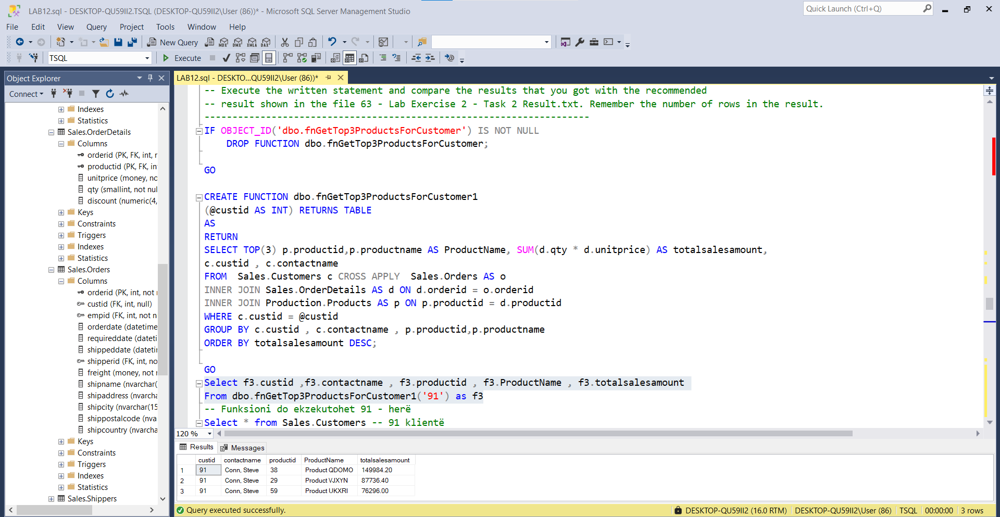 LAB12.sql - DESKTOP-QU59II2.TSQL (DESKTOP-QU59II2\User (86))* - Microsoft SQL Server Management Studio
Quick Launch (Ctrl+Q)
File Edit View Query Project Tools Window Help
New Query MDX DMX XMLA DAX
TSQL Execute
Object Explorer
Connect
Indexes
Statistics
Sales.OrderDetails
Columns
orderid (PK, FK, int, r
productid (PK, FK, in
unitprice (money, no
qty (smallint, not nul
discount (numeric(4,
Keys
Constraints
Triggers
Indexes
Statistics
Sales.Orders
Columns
orderid (PK, int, not
custid (FK, int, null)
empid (FK, int, not n
orderdate (datetime
requireddate (dateti
shippeddate (datetin
shipperid (FK, int, no
freight (money, not
shipname (nvarchar(
shipaddress (nvarcha
shipcity (nvarchar(15
shippostalcode (nva
shipcountry (nvarcha
Keys
Constraints
Triggers
Indexes
Statistics
Sales.Shippers
LAB12.sql - DESKTO...QU59II2\User (86))*
-- Execute the written statement and compare the results that you got with the recommended
-- result shown in the file 63 - Lab Exercise 2 - Task 2 Result.txt. Remember the number of rows in the result.
---------------------------------------------------------------------
IF OBJECT_ID('dbo.fnGetTop3ProductsForCustomer') IS NOT NULL
DROP FUNCTION dbo.fnGetTop3ProductsForCustomer;
GO
CREATE FUNCTION dbo.fnGetTop3ProductsForCustomer1
(@custid AS INT) RETURNS TABLE
AS
RETURN
SELECT TOP(3) p.productid,p.productname AS ProductName, SUM(d.qty * d.unitprice) AS totalsalesamount,
c.custid , c.contactname
FROM  Sales.Customers c CROSS APPLY  Sales.Orders AS o
INNER JOIN Sales.OrderDetails AS d ON d.orderid = o.orderid
INNER JOIN Production.Products AS p ON p.productid = d.productid
WHERE c.custid = @custid
GROUP BY c.custid , c.contactname , p.productid,p.productname
ORDER BY totalsalesamount DESC;
GO
Select f3.custid ,f3.contactname , f3.productid , f3.ProductName , f3.totalsalesamount
From dbo.fnGetTop3ProductsForCustomer1('91') as f3
-- Funksioni do ekzekutohet 91 - herë
Select * from Sales.Customers -- 91 klientë
120 %
Results Messages
custid contactname productid ProductName totalsalesamount
1 91 Conn, Steve 38 Product QDOMO 149984.20
2 91 Conn, Steve 29 Product VJXYN 87736.40
3 91 Conn, Steve 59 Product UKXRI 76296.00
Query executed successfully. DESKTOP-QU59II2 (16.0 RTM) DESKTOP-QU59II2\User (86) TSQL 00:00:00 3 rows